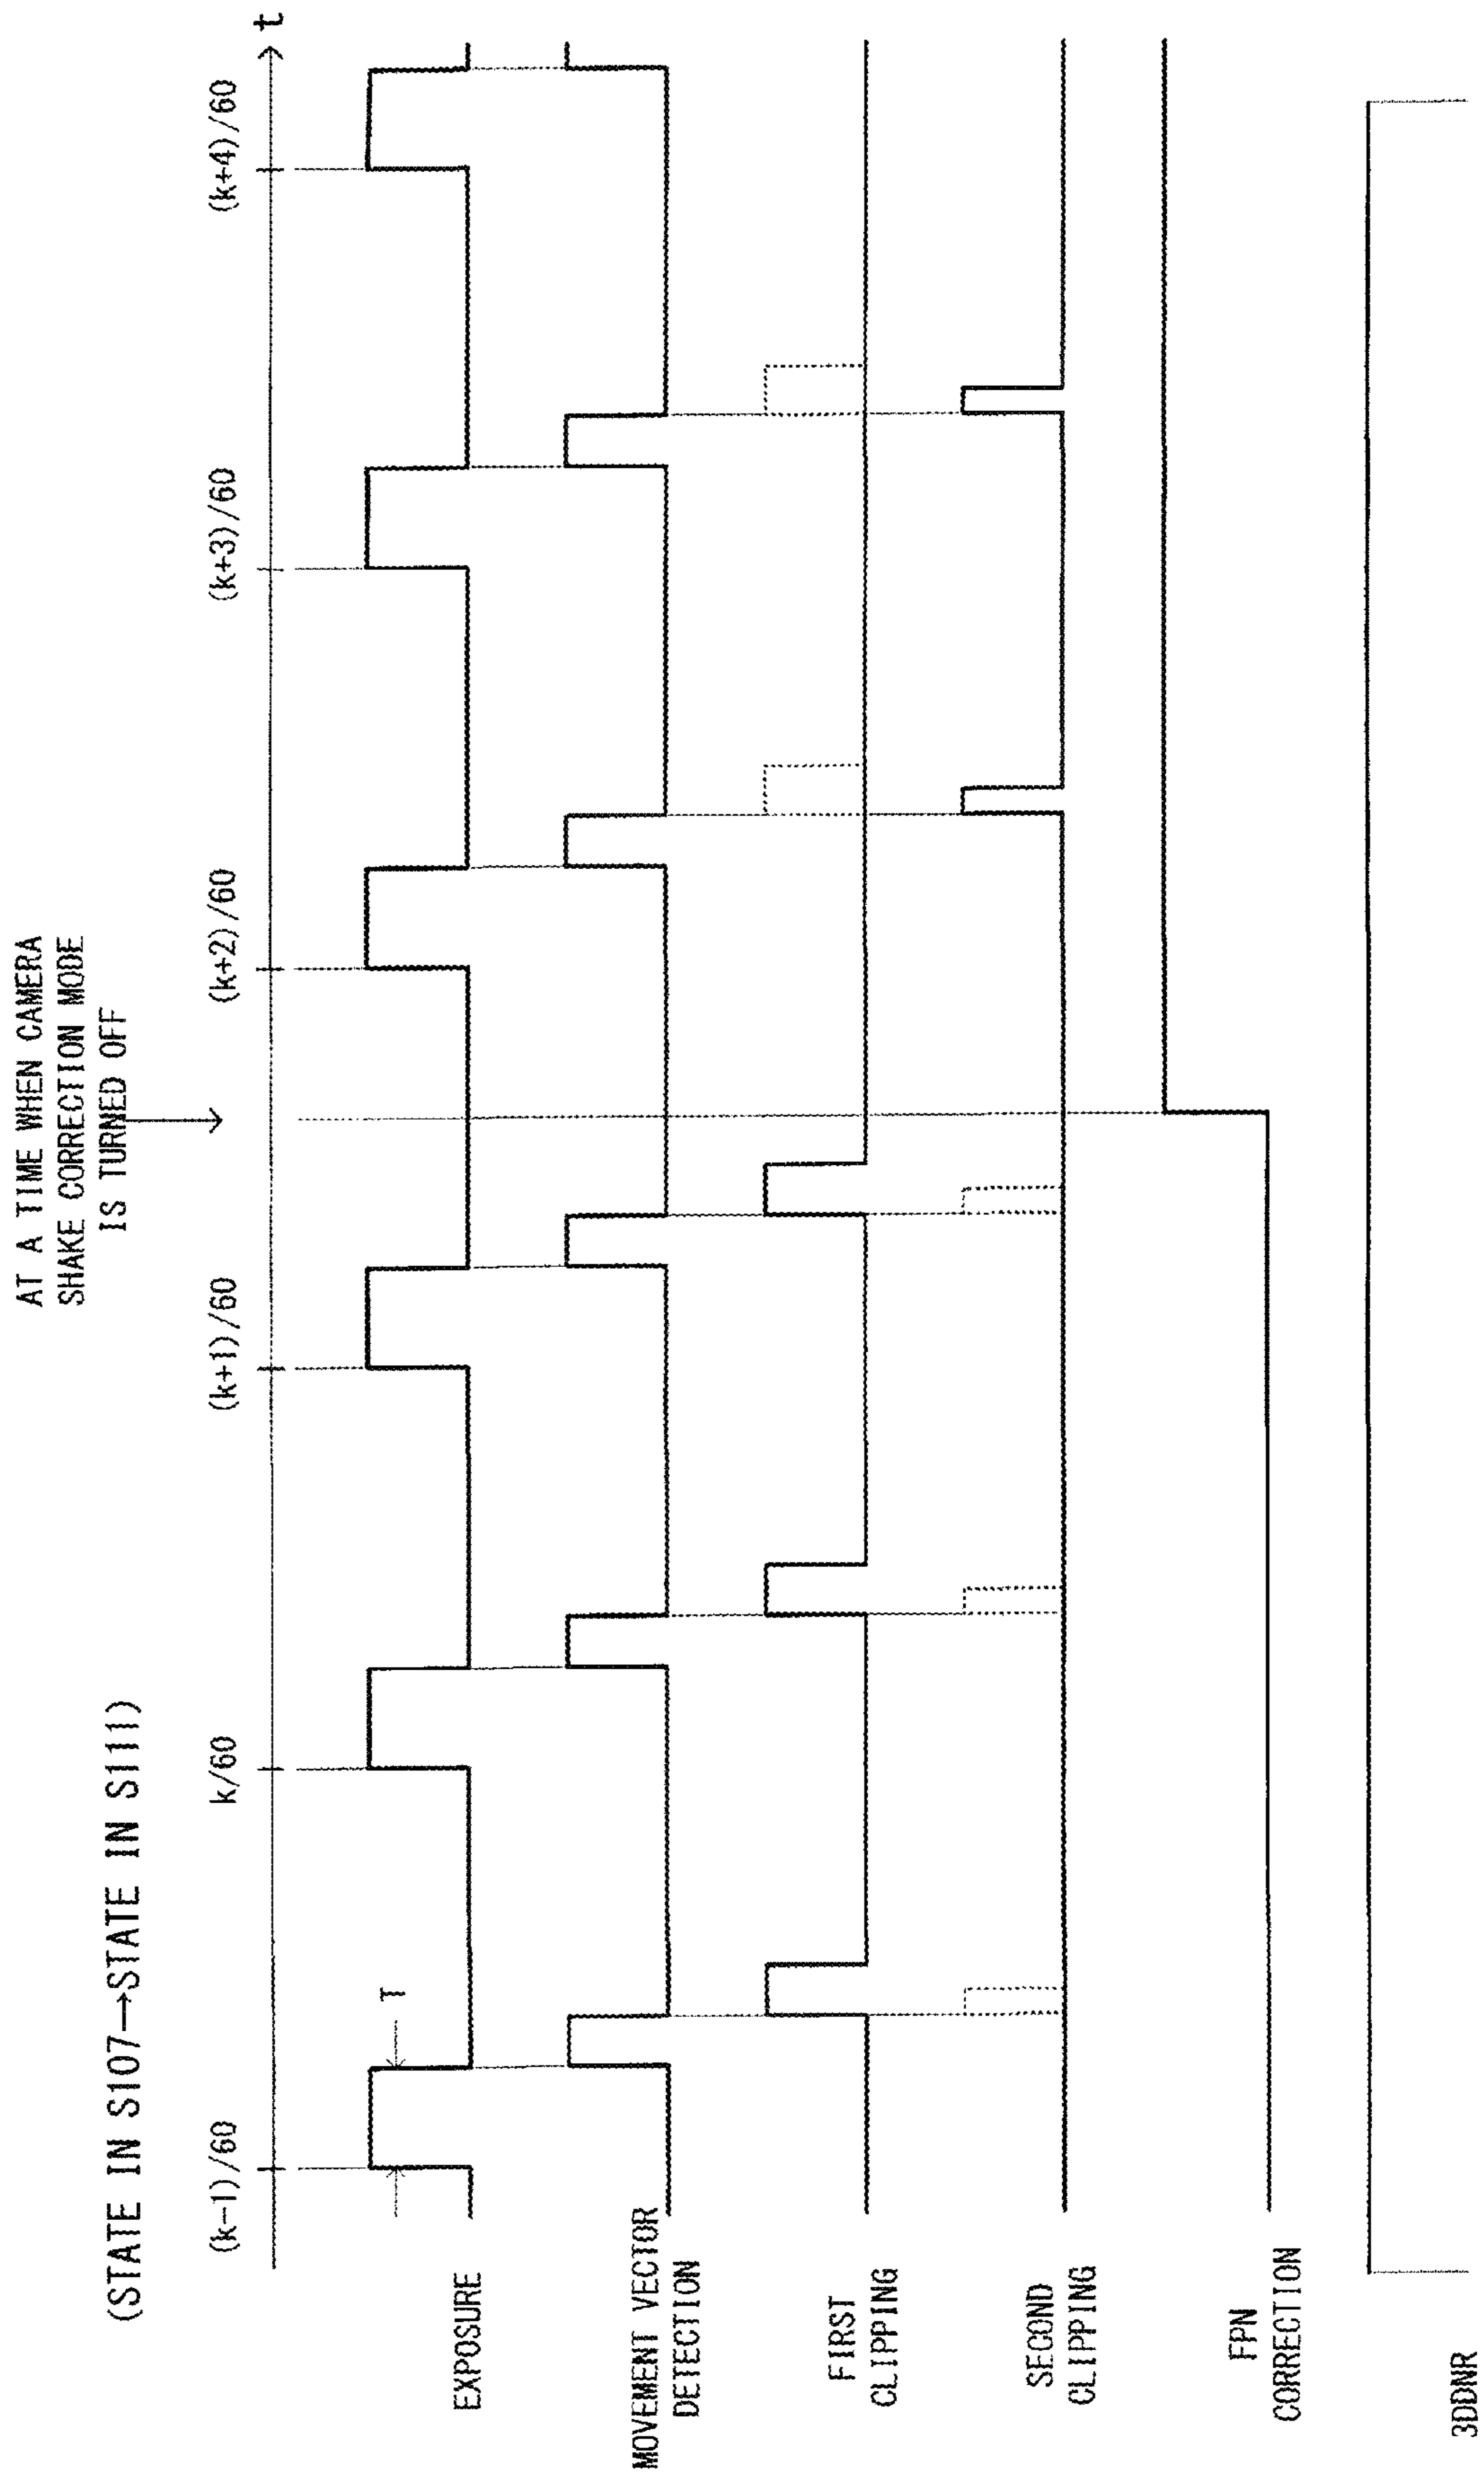 (STATE IN S107→STATE IN S111)
AT A TIME WHEN CAMERA
SHAKE CORRECTION MODE
IS TURNED OFF
(k-1)/60
k/60
(k+1)/60
(k+2)/60
(k+3)/60
(k+4)/60
t
T
EXPOSURE
MOVEMENT VECTOR
DETECTION
FIRST
CLIPPING
SECOND
CLIPPING
FPN
CORRECTION
3DDNR